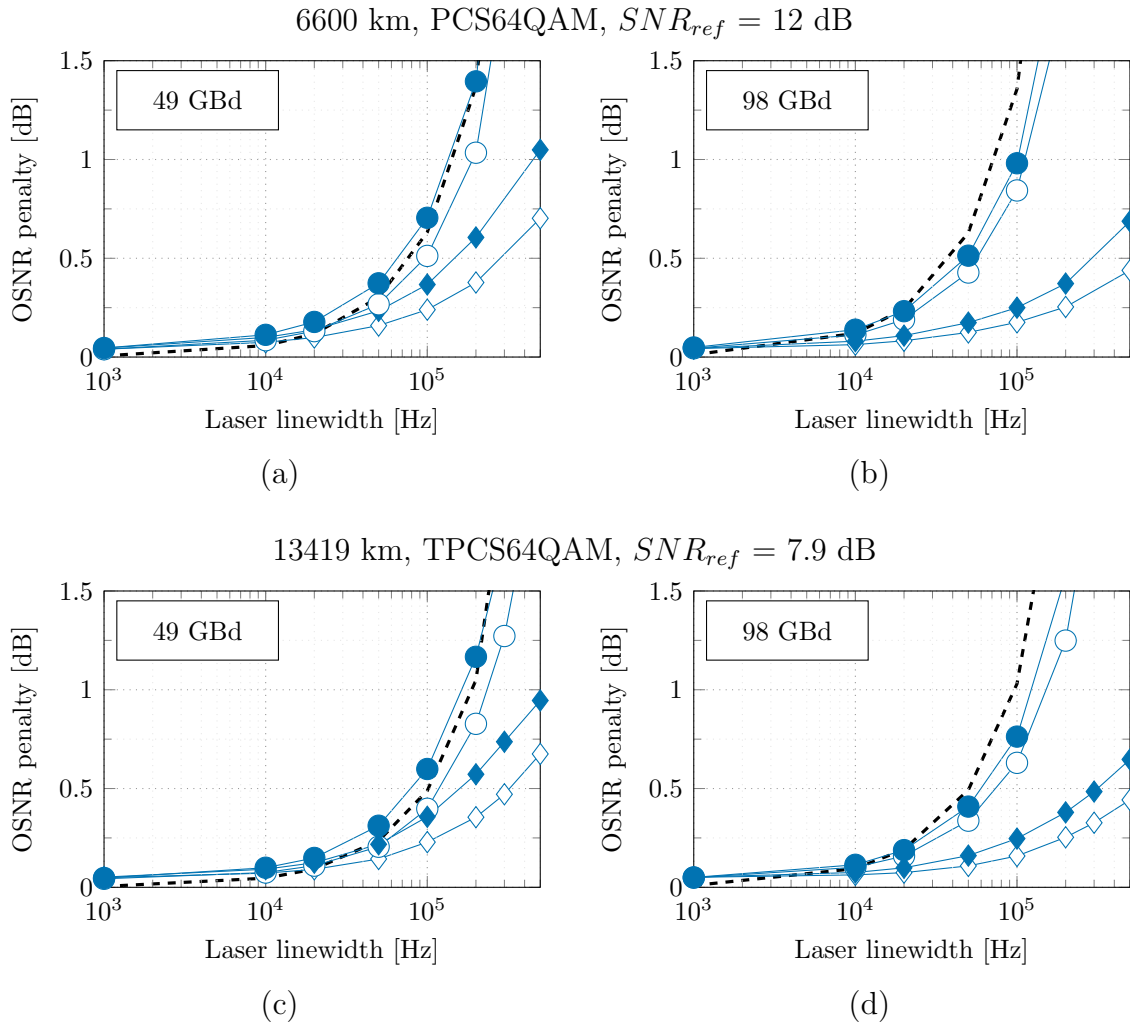 6600 km, PCS64QAM, SNR_ref = 12 dB
1.5
1
0.5
0
OSNR penalty [dB]
49 GBd
10^3
10^4
10^5
Laser linewidth [Hz]
(a)
1.5
1
0.5
0
OSNR penalty [dB]
98 GBd
10^3
10^4
10^5
Laser linewidth [Hz]
(b)
13419 km, TPCS64QAM, SNR_ref = 7.9 dB
1.5
1
0.5
0
OSNR penalty [dB]
49 GBd
10^3
10^4
10^5
Laser linewidth [Hz]
(c)
1.5
1
0.5
0
OSNR penalty [dB]
98 GBd
10^3
10^4
10^5
Laser linewidth [Hz]
(d)